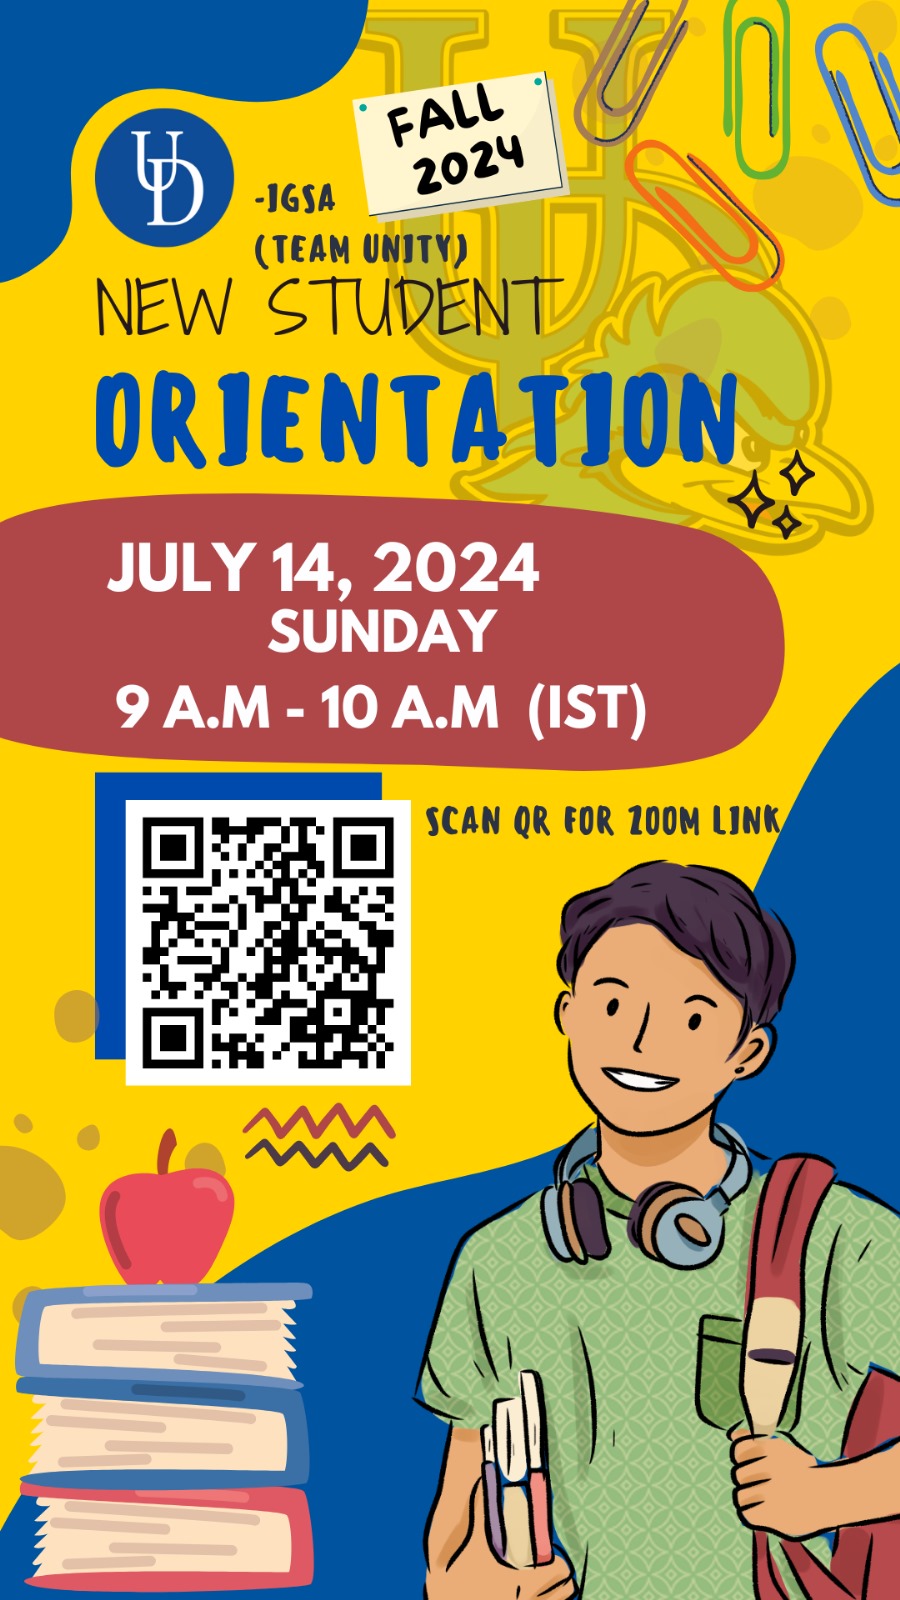 UD
FALL
2024
-IGSA
(TEAM UNITY)
NEW STUDENT
ORIENTATION
JULY 14, 2024
SUNDAY
9 A.M - 10 A.M (IST)
SCAN QR FOR ZOOM LINK